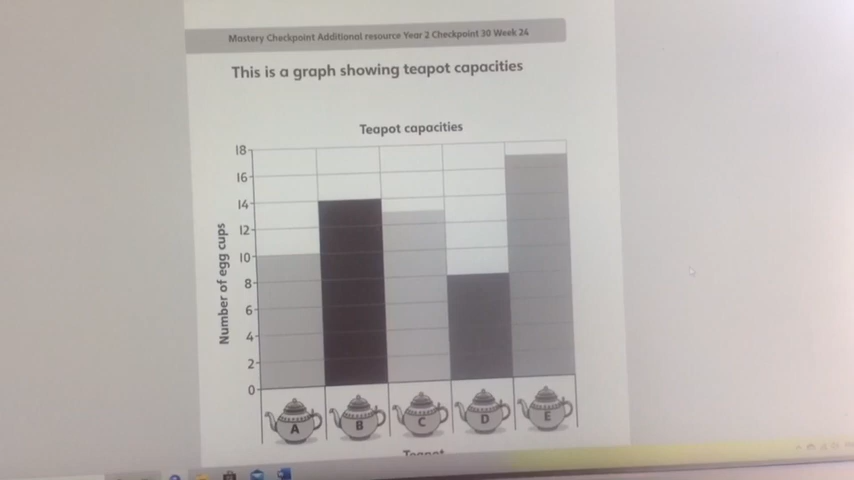 Mastery Checkpoint Additional resource Year 2 Checkpoint 30 Week 24
This is a graph showing teapot capacities
Teapot capacities
Number of egg cups
18
16
14
12
10
8
6
4
2
0
A B C D E
Teapot